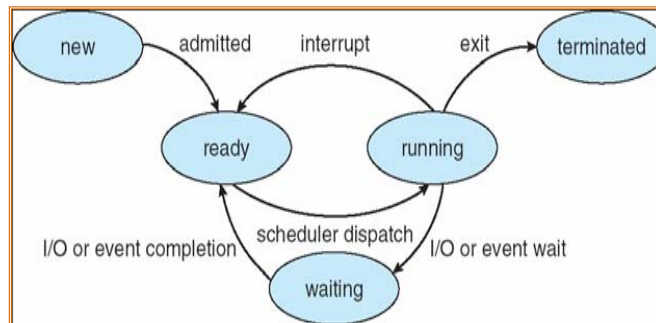 new
admitted
interrupt
exit
terminated
ready
running
I/O or event completion
scheduler dispatch
I/O or event wait
waiting